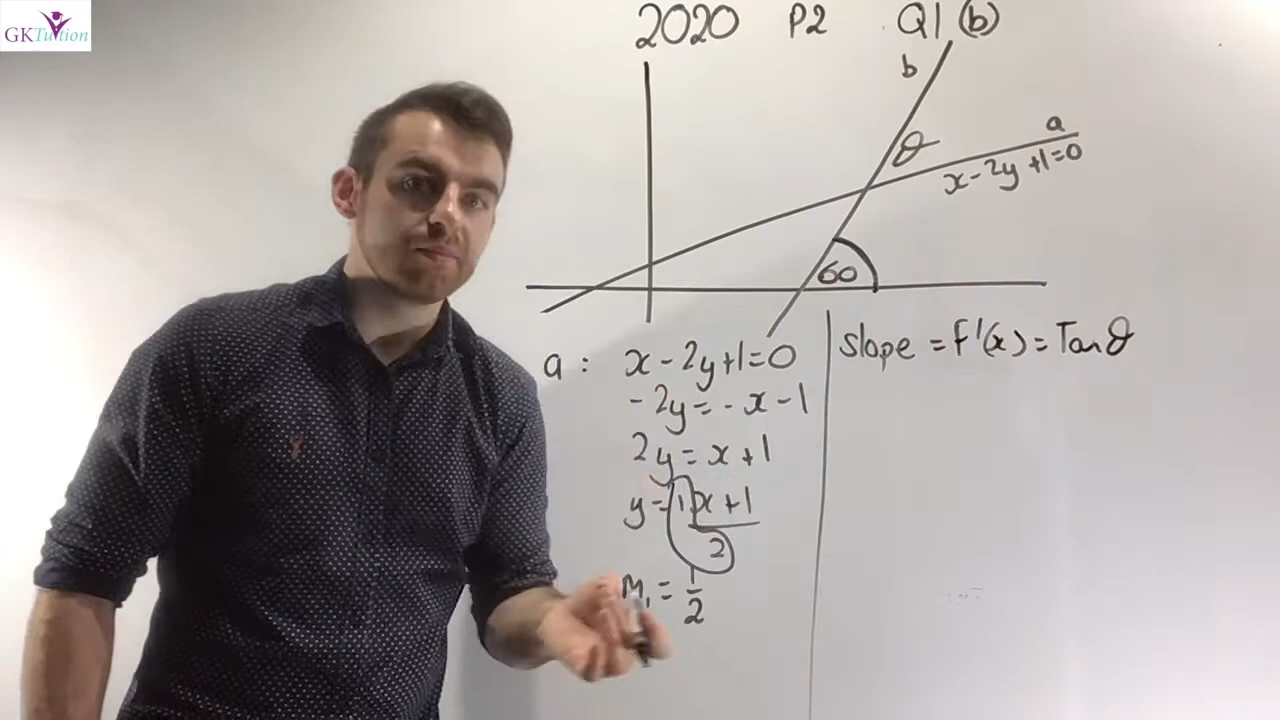 GKTuition
2020 P2 Q1 (b)
b
a
θ
x-2y+1=0
60
a : x-2y+1=0
-2y=-x-1
2y=x+1
y=1x+1
2
M₁=1
2
Slope = F'(x) = Tan θ